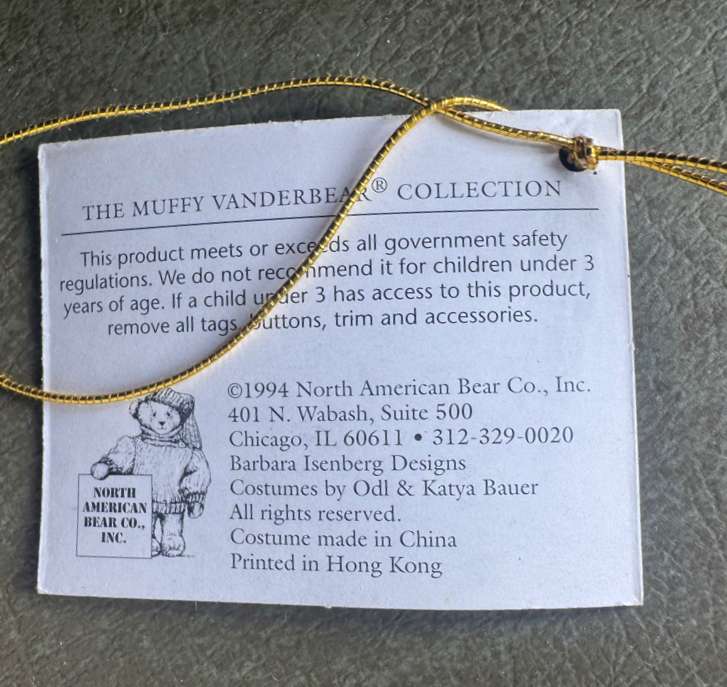 THE MUFFY VANDERBEAR® COLLECTION
This product meets or exceeds all government safety
regulations. We do not recommend it for children under 3
years of age. If a child under 3 has access to this product,
remove all tags, buttons, trim and accessories.
©1994 North American Bear Co., Inc.
401 N. Wabash, Suite 500
Chicago, IL 60611 • 312-329-0020
Barbara Isenberg Designs
Costumes by Odl & Katya Bauer
All rights reserved.
Costume made in China
Printed in Hong Kong
NORTH
AMERICAN
BEAR CO.,
INC.